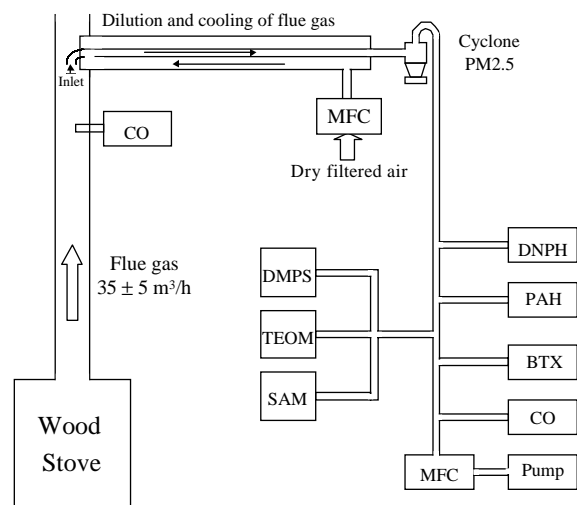 Dilution and cooling of flue gas
Cyclone
PM2.5
Inlet
CO
MFC
Dry filtered air
Flue gas
35 ± 5 m³/h
DMPS
TEOM
SAM
DNPH
PAH
BTX
CO
MFC
Pump
Wood
Stove